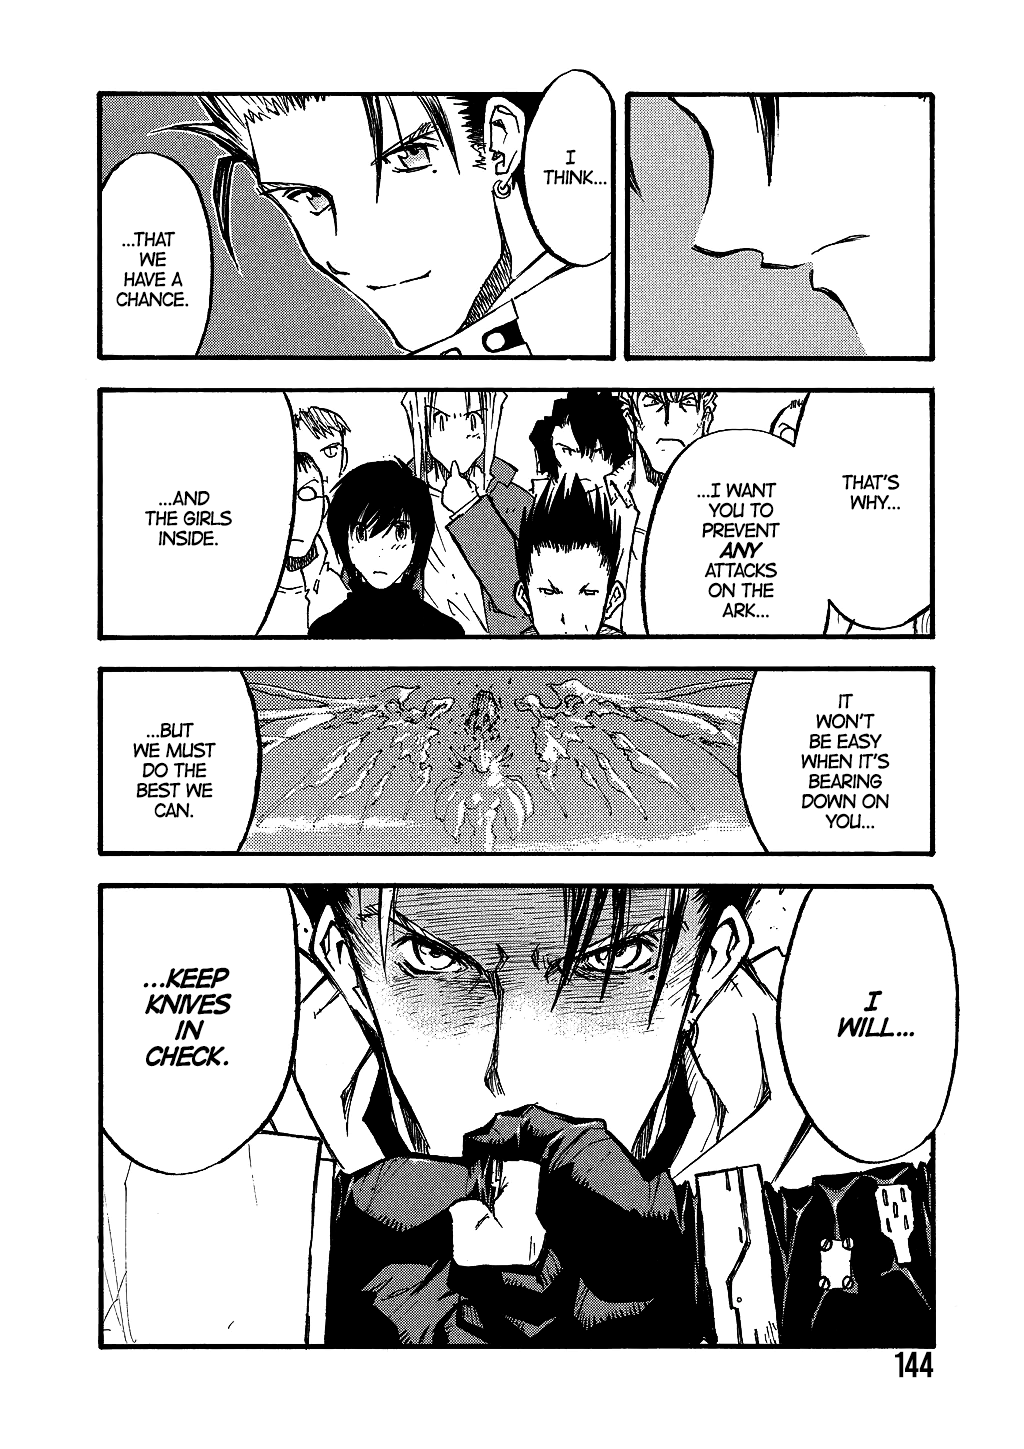 I
THINK...
...THAT
WE
HAVE A
CHANCE.
THAT'S
WHY...
...I WANT
YOU TO
PREVENT
ANY
ATTACKS
ON THE
ARK...
...AND
THE GIRLS
INSIDE.
IT
WON'T
BE EASY
WHEN IT'S
BEARING
DOWN ON
YOU...
...BUT
WE MUST
DO THE
BEST WE
CAN.
I
WILL...
...KEEP
KNIVES
IN
CHECK.
144